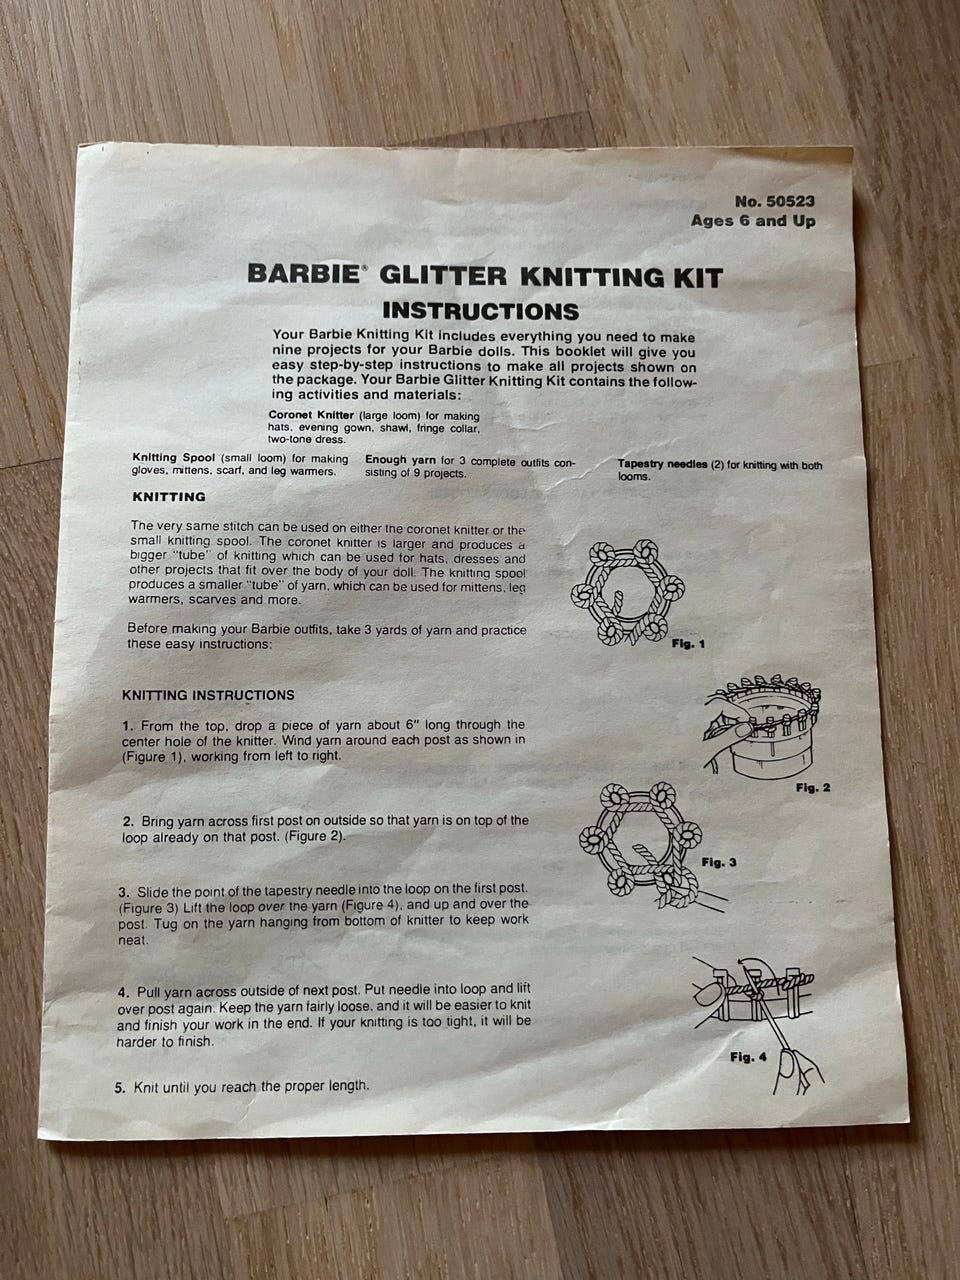 No. 50523
Ages 6 and Up
BARBIE® GLITTER KNITTING KIT
INSTRUCTIONS
Your Barbie Knitting Kit includes everything you need to make
nine projects for your Barbie dolls. This booklet will give you
easy step-by-step instructions to make all projects shown on
the package. Your Barbie Glitter Knitting Kit contains the follow-
ing activities and materials:
Coronet Knitter (large loom) for making
hats, evening gown, shawl, fringe collar,
two-tone dress.
Knitting Spool (small loom) for making
gloves, mittens, scarf, and leg warmers.
Enough yarn for 3 complete outfits con-
sisting of 9 projects.
Tapestry needles (2) for knitting with both
looms.
KNITTING
The very same stitch can be used on either the coronet knitter or the
small knitting spool. The coronet knitter is larger and produces a
bigger "tube" of knitting which can be used for hats, dresses and
other projects that fit over the body of your doll. The knitting spool
produces a smaller "tube" of yarn, which can be used for mittens, leg
warmers, scarves and more.
Before making your Barbie outfits, take 3 yards of yarn and practice
these easy instructions:
Fig. 1
KNITTING INSTRUCTIONS
1. From the top, drop a piece of yarn about 6" long through the
center hole of the knitter. Wind yarn around each post as shown in
(Figure 1), working from left to right.
Fig. 2
2. Bring yarn across first post on outside so that yarn is on top of the
loop already on that post. (Figure 2).
Fig. 3
3. Slide the point of the tapestry needle into the loop on the first post.
(Figure 3) Lift the loop over the yarn (Figure 4), and up and over the
post. Tug on the yarn hanging from bottom of knitter to keep work
neat.
4. Pull yarn across outside of next post. Put needle into loop and lift
over post again. Keep the yarn fairly loose, and it will be easier to knit
and finish your work in the end. If your knitting is too tight, it will be
harder to finish.
Fig. 4
5. Knit until you reach the proper length.